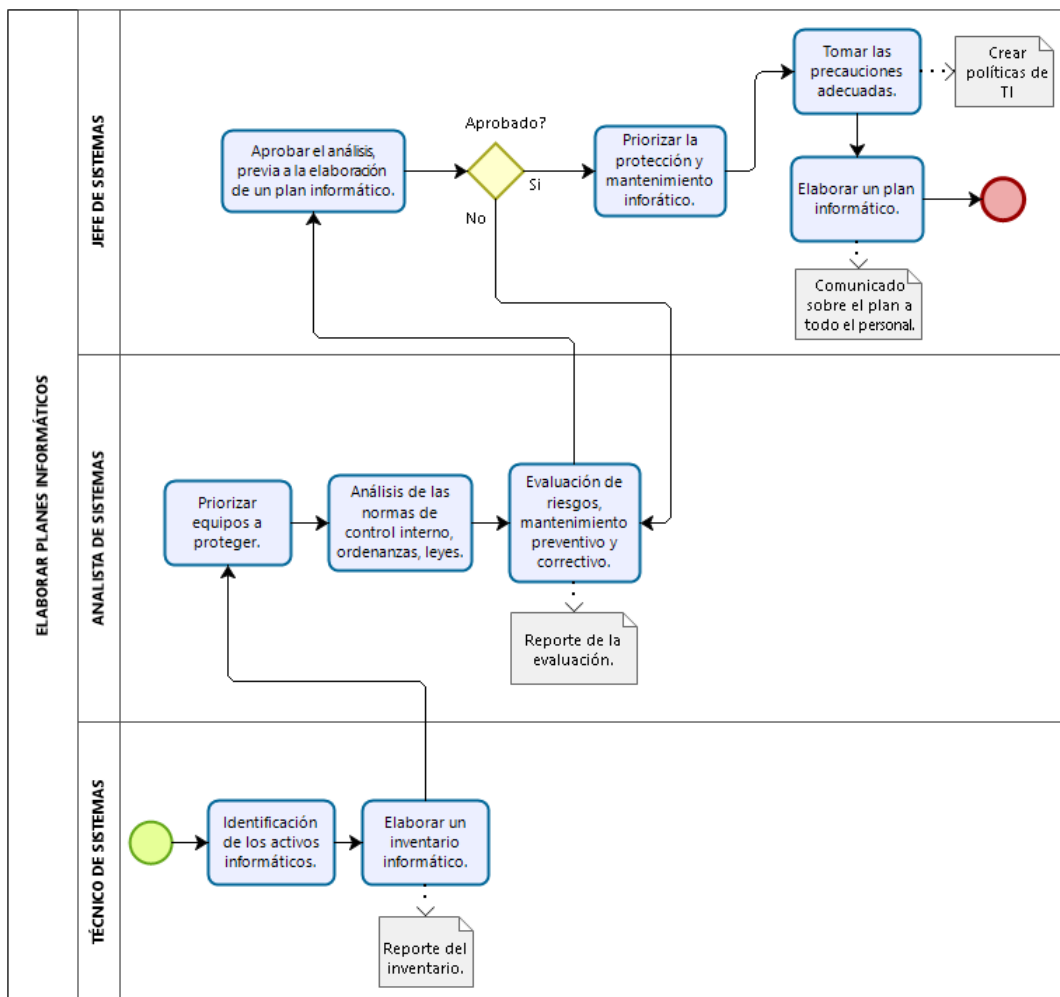 ELABORAR PLANES INFORMÁTICOS
JEFE DE SISTEMAS
Aprobar el análisis,
previa a la elaboración
de un plan informático.
Aprobado?
Si
No
Priorizar la
protección y
mantenimiento
inforático.
Tomar las
precauciones
adecuadas.
Crear
políticas de
TI
Elaborar un plan
informático.
Comunicado
sobre el plan a
todo el personal.
ANALISTA DE SISTEMAS
Priorizar
equipos a
proteger.
Análisis de las
normas de
control interno,
ordenanzas, leyes.
Evaluación de
riesgos,
mantenimiento
preventivo y
correctivo.
Reporte de la
evaluación.
TÉCNICO DE SISTEMAS
Identificación
de los activos
informáticos.
Elaborar un
inventario
informático.
Reporte del
inventario.